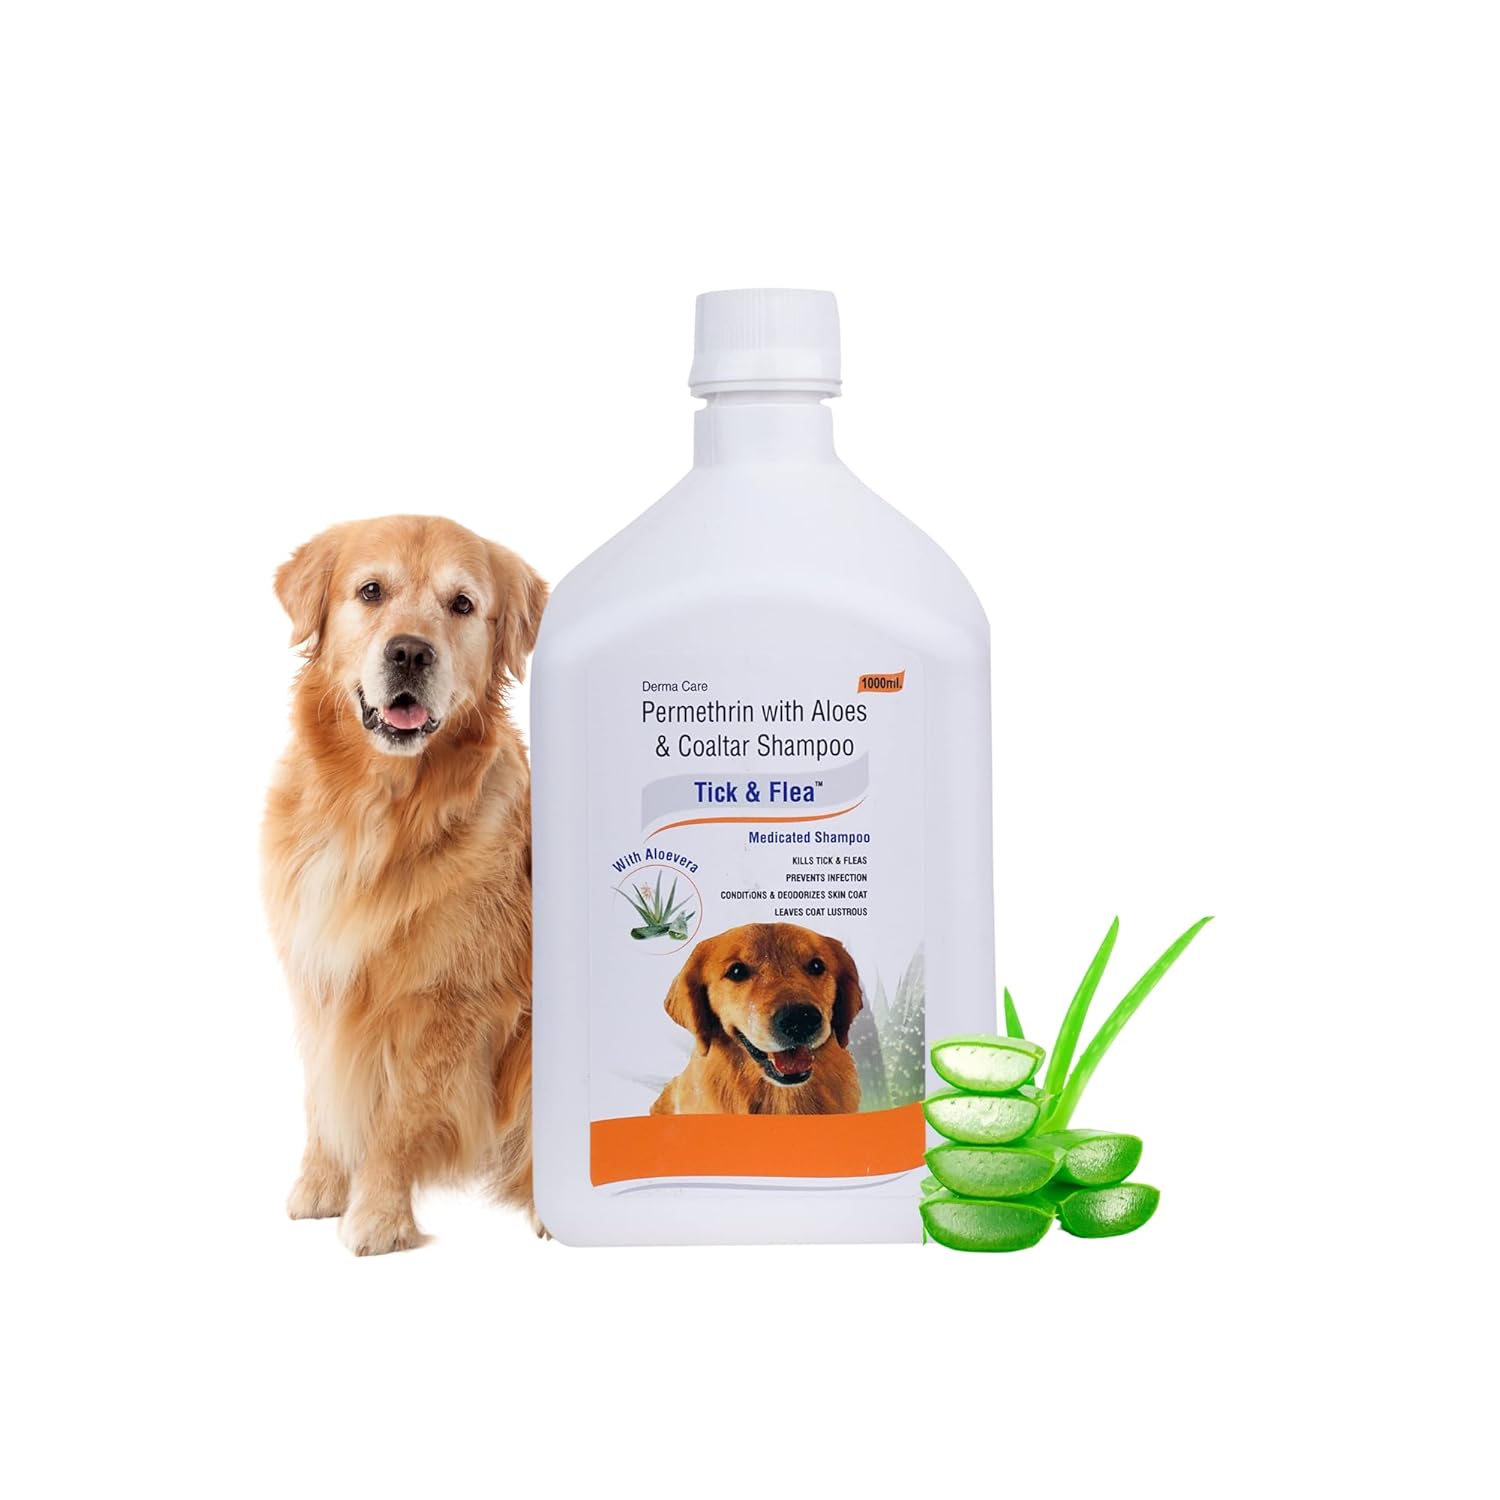 Derma Care
1000ml.
Permethrin with Aloes
& Coaltar Shampoo
Tick & Flea™
Medicated Shampoo
With Aloevera
KILLS TICK & FLEAS
PREVENTS INFECTION
CONDITIONS & DEODORIZES SKIN COAT
LEAVES COAT LUSTROUS